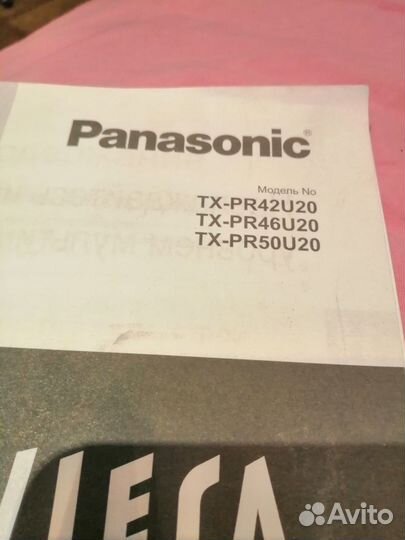 Panasonic®
Модель No
TX-PR42U20
TX-PR46U20
TX-PR50U20
Avito